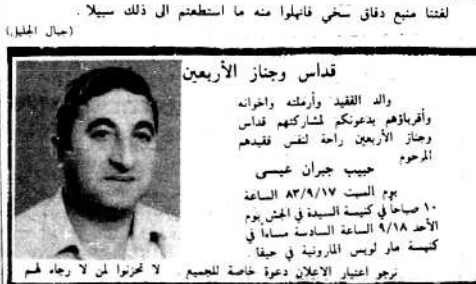 لغتنا منبع دفاق سخي فانهلوا منه ما استطعتم الى ذلك سبيلا .
(جبال الجليل)
قداس وجناز الأربعين
والد الفقيد وأرملته واخوانه
وأقرباؤهم يدعونكم لمشاركتهم قداس
وجناز الأربعين راحة لنفس فقيدهم
المرحوم
حبيب جبران عيسى
يوم السبت ٨٣/٩/١٧ الساعة
١٠ صباحاً في كنيسة السيدة في الجش يوم
الأحد ٩/١٨ الساعة السادسة مساءاً في
كنيسة مار لويس المارونية في حيفا .
نرجو اعتبار الاعلان دعوة خاصة للجميع . لا تحزنوا لمن لا رجاء لهم